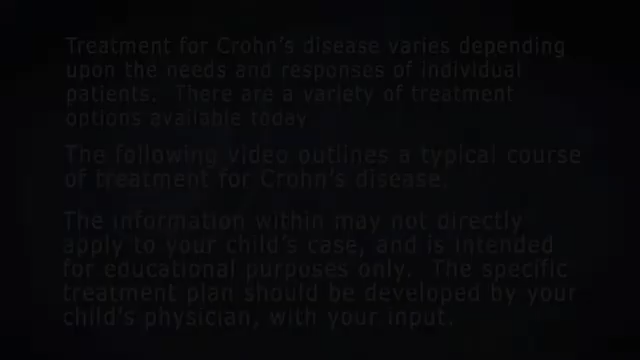 Treatment for Crohn's disease varies depending
upon the needs and responses of individual
patients.  There are a variety of treatment
options available today
The following video outlines a typical course
of treatment for Crohn's disease.
The information within may not directly
apply to your child's case, and is intended
for educational purposes only.  The specific
treatment plan should be developed by your
child's physician, with your input.